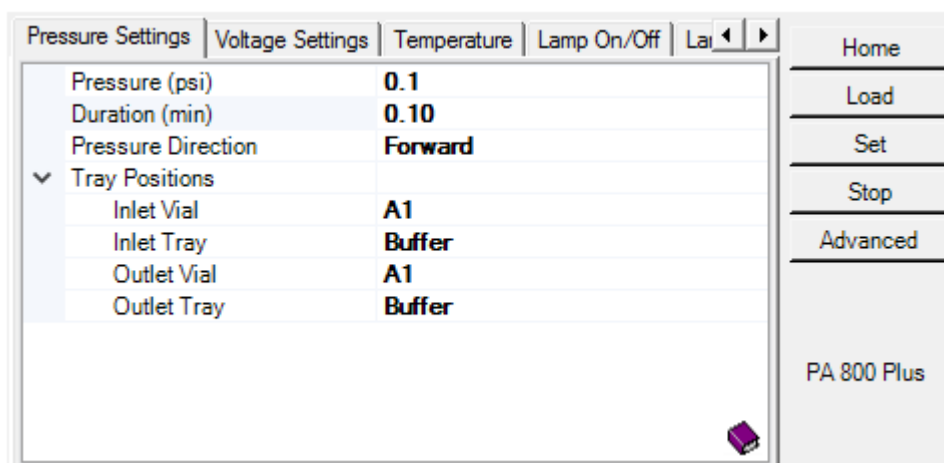 Pressure Settings Voltage Settings Temperature Lamp On/Off
Pressure (psi) 0.1
Duration (min) 0.10
Pressure Direction Forward
Tray Positions
Inlet Vial A1
Inlet Tray Buffer
Outlet Vial A1
Outlet Tray Buffer
Home
Load
Set
Stop
Advanced
PA 800 Plus